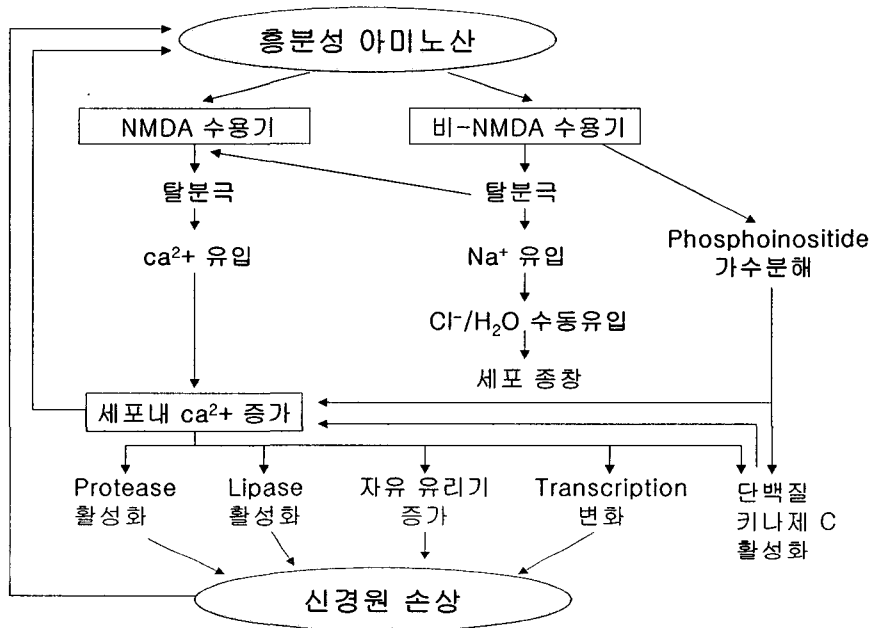 흥분성 아미노산
NMDA 수용기
비-NMDA 수용기
탈분극
탈분극
ca²⁺ 유입
Na⁺ 유입
Phosphoinositide
가수분해
Cl⁻/H₂O 수동유입
세포 종창
세포내 ca²⁺ 증가
Protease
활성화
Lipase
활성화
자유 유리기
증가
Transcription
변화
단백질
키나제 C
활성화
신경원 손상